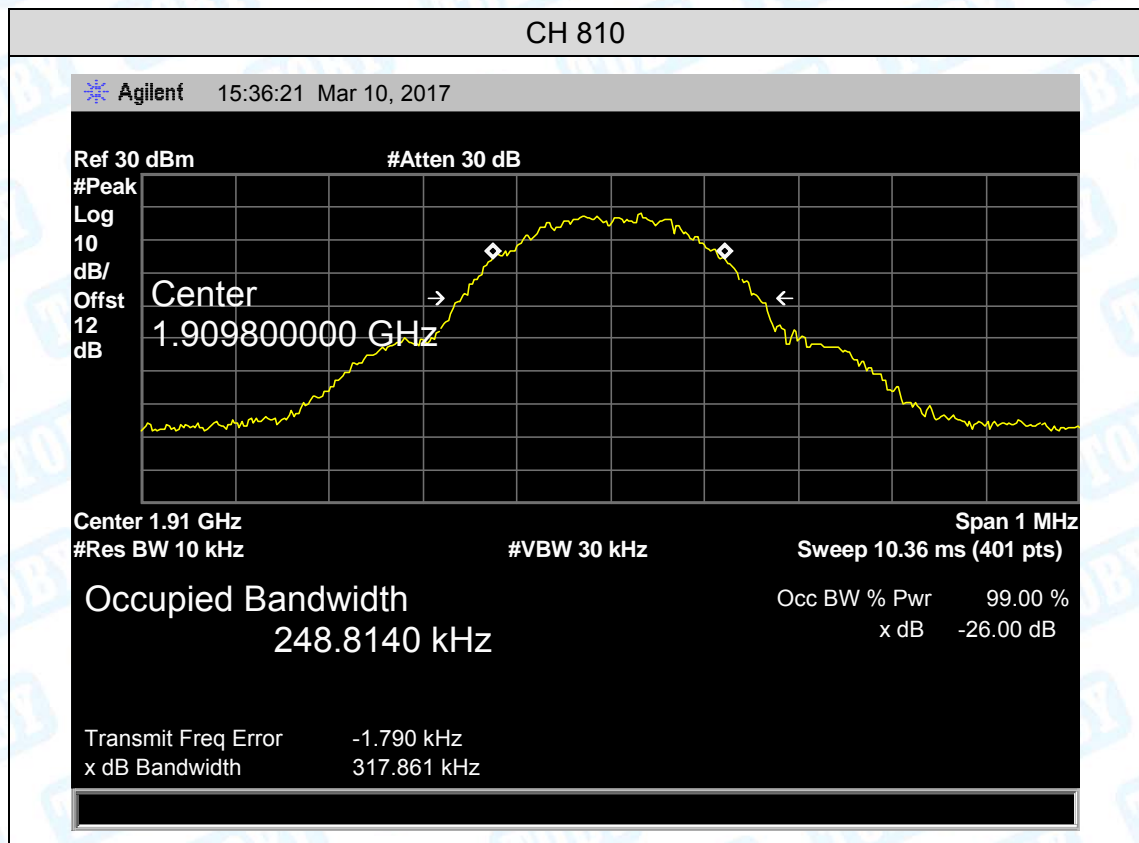 CH 810
Agilent 15:36:21 Mar 10, 2017
Ref 30 dBm #Atten 30 dB
#Peak
Log
10
dB/
Offst
12
dB
Center
1.909800000 GHz
Center 1.91 GHz Span 1 MHz
#Res BW 10 kHz #VBW 30 kHz Sweep 10.36 ms (401 pts)
Occupied Bandwidth Occ BW % Pwr 99.00 %
248.8140 kHz x dB -26.00 dB
Transmit Freq Error -1.790 kHz
x dB Bandwidth 317.861 kHz